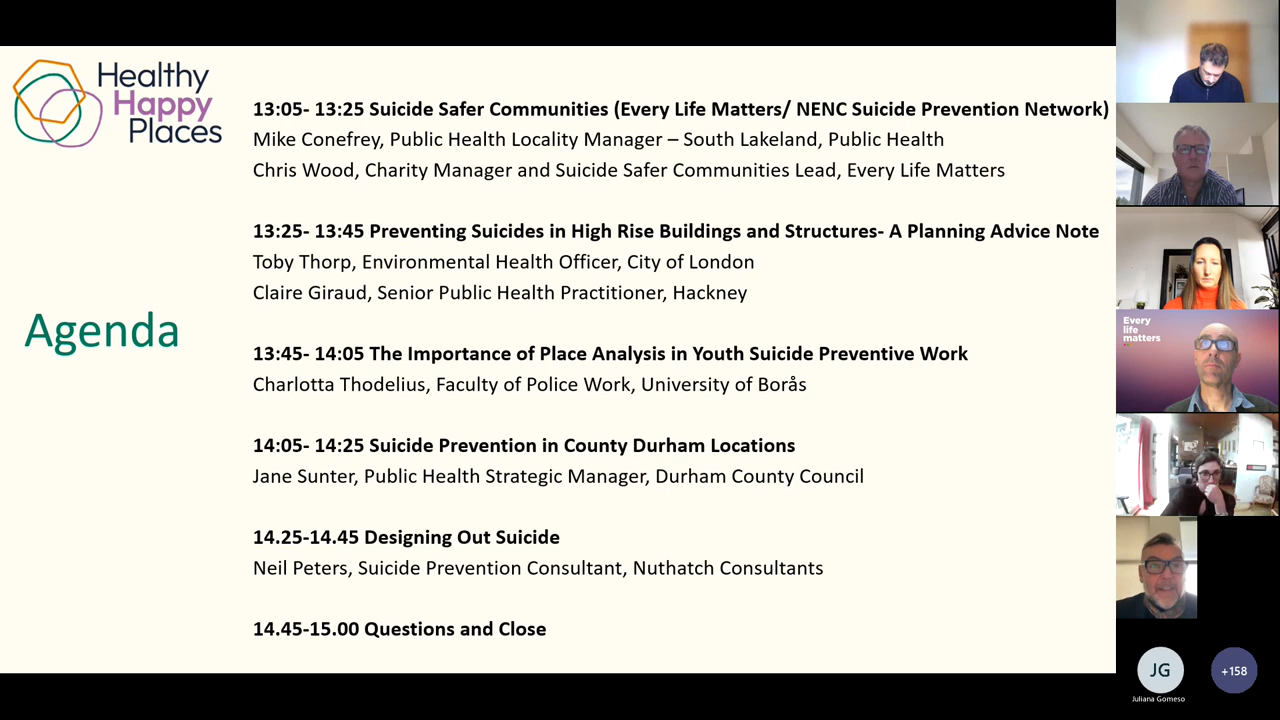 Healthy
Happy
Places
Agenda
13:05- 13:25 Suicide Safer Communities (Every Life Matters/ NENC Suicide Prevention Network)
Mike Conefrey, Public Health Locality Manager – South Lakeland, Public Health
Chris Wood, Charity Manager and Suicide Safer Communities Lead, Every Life Matters
13:25- 13:45 Preventing Suicides in High Rise Buildings and Structures- A Planning Advice Note
Toby Thorp, Environmental Health Officer, City of London
Claire Giraud, Senior Public Health Practitioner, Hackney
13:45- 14:05 The Importance of Place Analysis in Youth Suicide Preventive Work
Charlotta Thodelius, Faculty of Police Work, University of Borås
14:05- 14:25 Suicide Prevention in County Durham Locations
Jane Sunter, Public Health Strategic Manager, Durham County Council
14.25-14.45 Designing Out Suicide
Neil Peters, Suicide Prevention Consultant, Nuthatch Consultants
14.45-15.00 Questions and Close
Every
life
matters
JG
Juliana Gomeso
+158